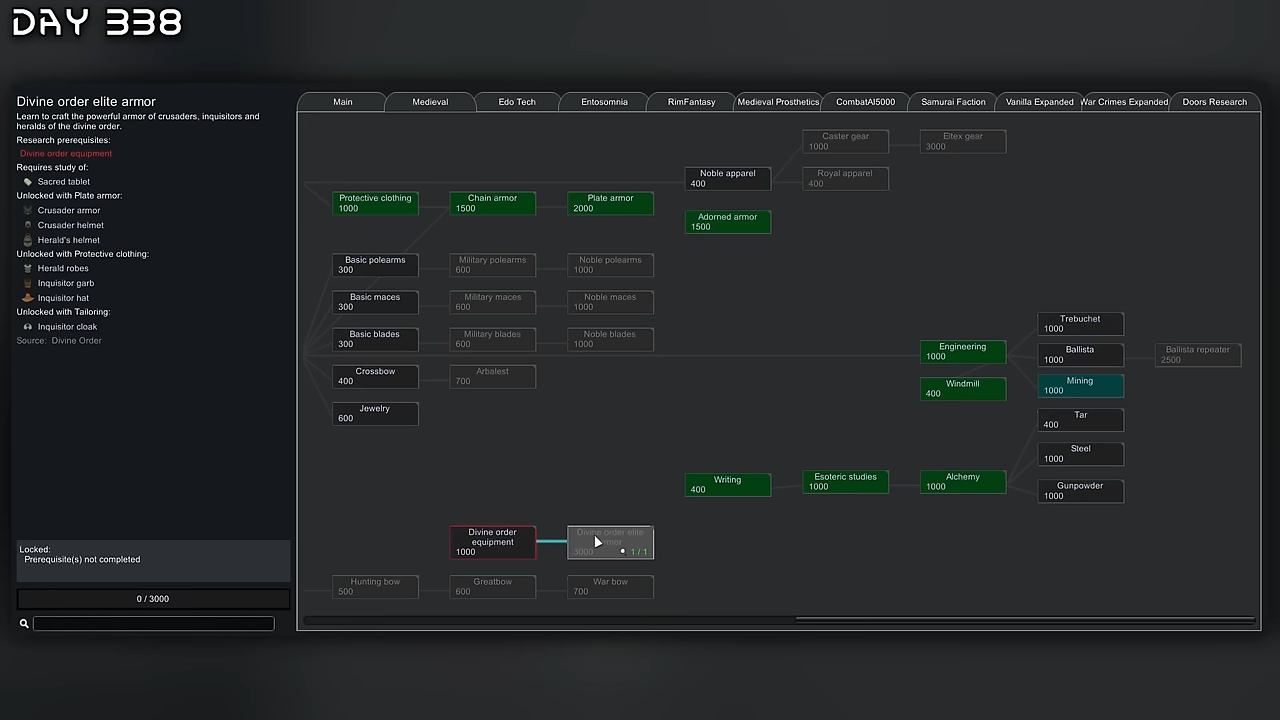 DAY 338
Divine order elite armor
Learn to craft the powerful armor of crusaders, inquisitors and
heralds of the divine order.
Research prerequisites:
Divine order equipment
Requires study of:
Sacred tablet
Unlocked with Plate armor:
Crusader armor
Crusader helmet
Herald's helmet
Unlocked with Protective clothing:
Herald robes
Inquisitor garb
Inquisitor hat
Unlocked with Tailoring:
Inquisitor cloak
Source: Divine Order
Locked:
Prerequisite(s) not completed
0 / 3000
Main
Medieval
Edo Tech
Entosomnia
RimFantasy
Medieval Prosthetics
CombatAI5000
Samurai Faction
Vanilla Expanded
War Crimes Expanded
Doors Research
Caster gear
1000
Eltex gear
3000
Noble apparel
400
Royal apparel
400
Protective clothing
1000
Chain armor
1500
Plate armor
2000
Adorned armor
1500
Basic polearms
300
Military polearms
600
Noble polearms
1000
Basic maces
300
Military maces
600
Noble maces
1000
Basic blades
300
Military blades
600
Noble blades
1000
Crossbow
400
Arbalest
700
Jewelry
600
Engineering
1000
Windmill
400
Trebuchet
1000
Ballista
1000
Ballista repeater
2500
Mining
1000
Tar
400
Steel
1000
Gunpowder
1000
Writing
400
Esoteric studies
1000
Alchemy
1000
Divine order
equipment
1000
Divine order elite
armor
3000
1 / 1
Hunting bow
500
Greatbow
600
War bow
700